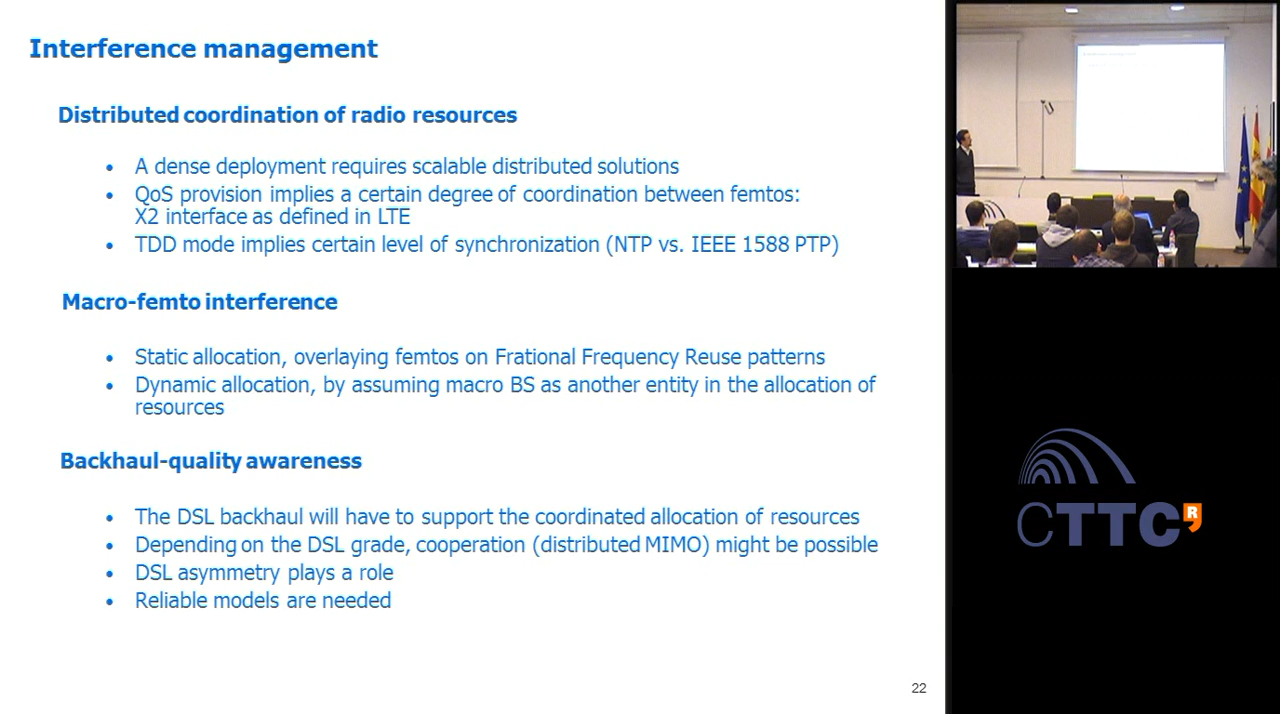 Interference management
Distributed coordination of radio resources
• A dense deployment requires scalable distributed solutions
• QoS provision implies a certain degree of coordination between femtos:
X2 interface as defined in LTE
• TDD mode implies certain level of synchronization (NTP vs. IEEE 1588 PTP)
Macro-femto interference
• Static allocation, overlaying femtos on Frational Frequency Reuse patterns
• Dynamic allocation, by assuming macro BS as another entity in the allocation of
resources
Backhaul-quality awareness
• The DSL backhaul will have to support the coordinated allocation of resources
• Depending on the DSL grade, cooperation (distributed MIMO) might be possible
• DSL asymmetry plays a role
• Reliable models are needed
22
CTTC R